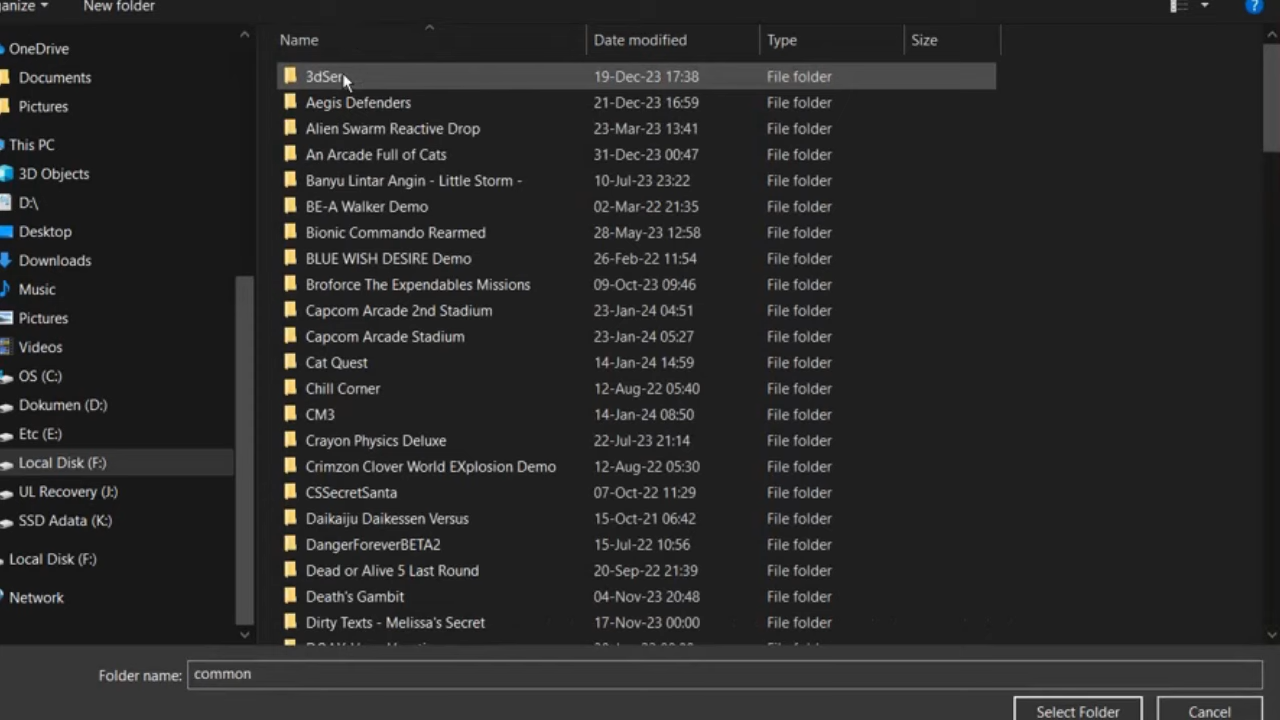 anize
New folder
OneDrive
Documents
Pictures
This PC
3D Objects
D:\
Desktop
Downloads
Music
Pictures
Videos
OS (C:)
Dokumen (D:)
Etc (E:)
Local Disk (F:)
UL Recovery (J:)
SSD Adata (K:)
Local Disk (F:)
Network
Name Date modified Type Size
19-Dec-23 17:38 File folder
Aegis Defenders 21-Dec-23 16:59 File folder
Alien Swarm Reactive Drop 23-Mar-23 13:41 File folder
An Arcade Full of Cats 31-Dec-23 00:47 File folder
Banyu Lintar Angin - Little Storm - 10-Jul-23 23:22 File folder
BE-A Walker Demo 02-Mar-22 21:35 File folder
Bionic Commando Rearmed 28-May-23 12:58 File folder
BLUE WISH DESIRE Demo 26-Feb-22 11:54 File folder
Broforce The Expendables Missions 09-Oct-23 09:46 File folder
Capcom Arcade 2nd Stadium 23-Jan-24 04:51 File folder
Capcom Arcade Stadium 23-Jan-24 05:27 File folder
Cat Quest 14-Jan-24 14:59 File folder
Chill Corner 12-Aug-22 05:40 File folder
CM3 14-Jan-24 08:50 File folder
Crayon Physics Deluxe 22-Jul-23 21:14 File folder
Crimzon Clover World EXplosion Demo 12-Aug-22 05:30 File folder
CSSecretSanta 07-Oct-22 11:29 File folder
Daikaiju Daikessen Versus 15-Oct-21 06:42 File folder
DangerForeverBETA2 15-Jul-22 10:56 File folder
Dead or Alive 5 Last Round 20-Sep-22 21:39 File folder
Death's Gambit 04-Nov-23 20:48 File folder
Dirty Texts - Melissa's Secret 17-Nov-23 00:00 File folder
Folder name: common
Select Folder Cancel